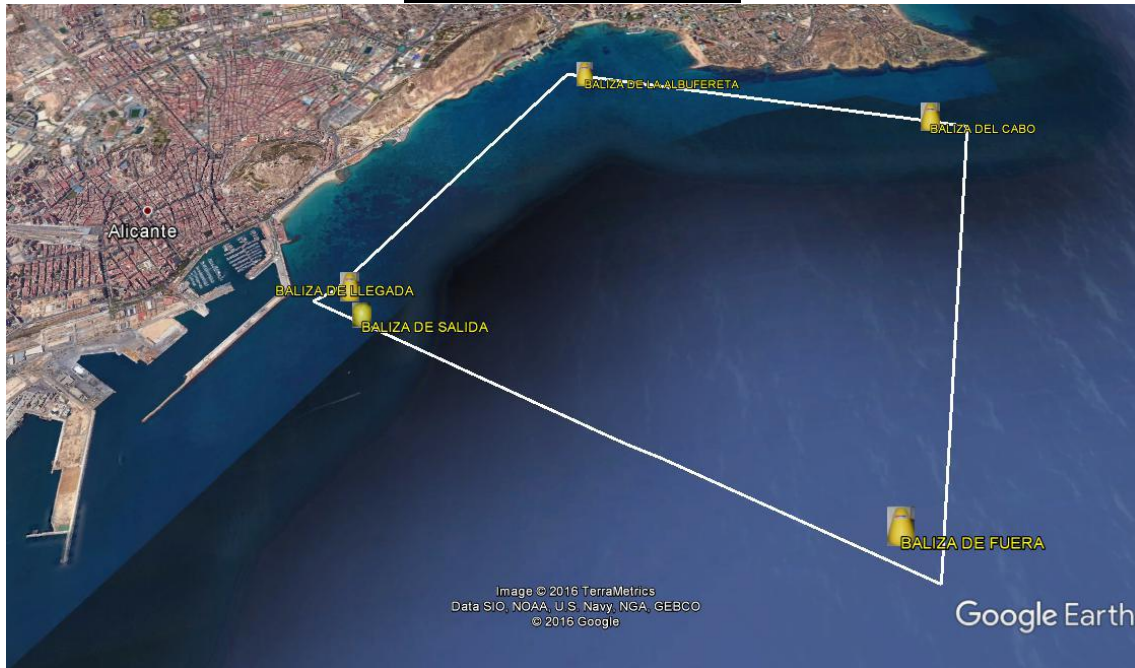 BALIZA DE LA ALBUFERETA
BALIZA DEL CABO
Alicante
BALIZA DE LLEGADA
BALIZA DE SALIDA
BALIZA DE FUERA
Image © 2016 TerraMetrics
Data SIO, NOAA, U.S. Navy, NGA, GEBCO
© 2016 Google
Google Earth